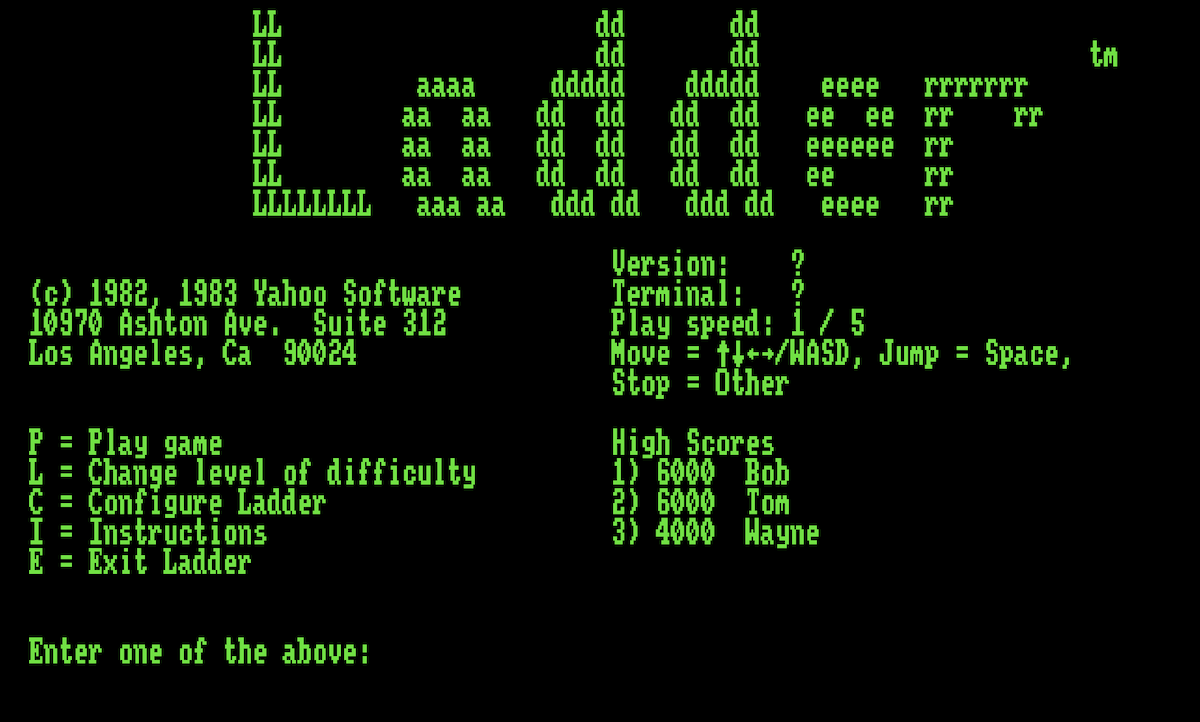 LL                     dd       dd
LL                     dd       dd                      tm
LL         aaaa     ddddd    ddddd    eeee   rrrrrrr
LL        aa  aa   dd  dd   dd  dd   ee  ee  rr    rr
LL        aa  aa   dd  dd   dd  dd   eeeeee  rr
LL        aa  aa   dd  dd   dd  dd   ee      rr
LLLLLLLL   aaa aa   ddd dd   ddd dd   eeee   rr
Version:    ?
(c) 1982, 1983 Yahoo Software
Terminal:   ?
10970 Ashton Ave.  Suite 312
Play speed: 1 / 5
Los Angeles, Ca  90024
Move = ↑↓←→/WASD, Jump = Space,
Stop = Other
P = Play game
L = Change level of difficulty
C = Configure Ladder
I = Instructions
E = Exit Ladder
High Scores
1) 6000  Bob
2) 6000  Tom
3) 4000  Wayne
Enter one of the above: